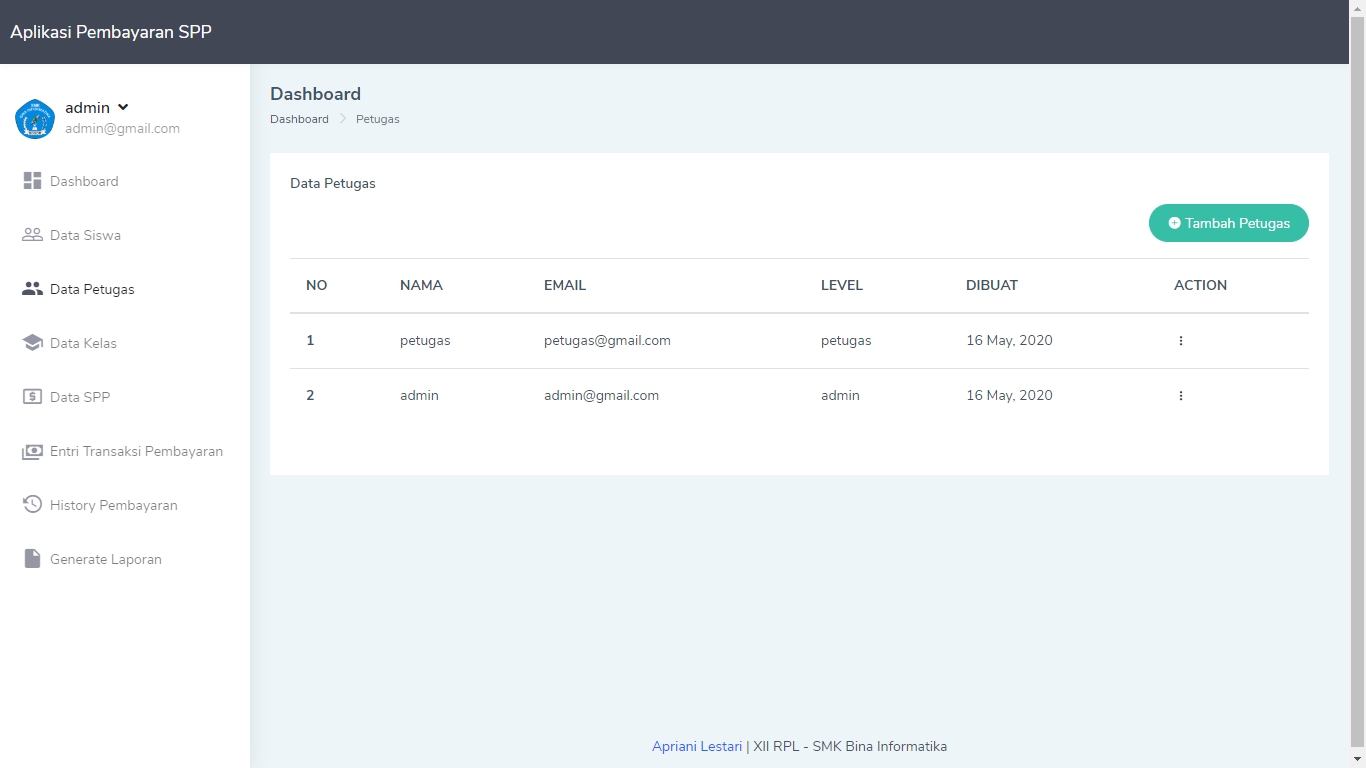 Aplikasi Pembayaran SPP
admin
admin@gmail.com
Dashboard
Data Siswa
Data Petugas
Data Kelas
Data SPP
Entri Transaksi Pembayaran
History Pembayaran
Generate Laporan
Dashboard
Dashboard Petugas
Data Petugas
Tambah Petugas
NO NAMA EMAIL LEVEL DIBUAT ACTION
1 petugas petugas@gmail.com petugas 16 May, 2020
2 admin admin@gmail.com admin 16 May, 2020
Apriani Lestari | XII RPL - SMK Bina Informatika